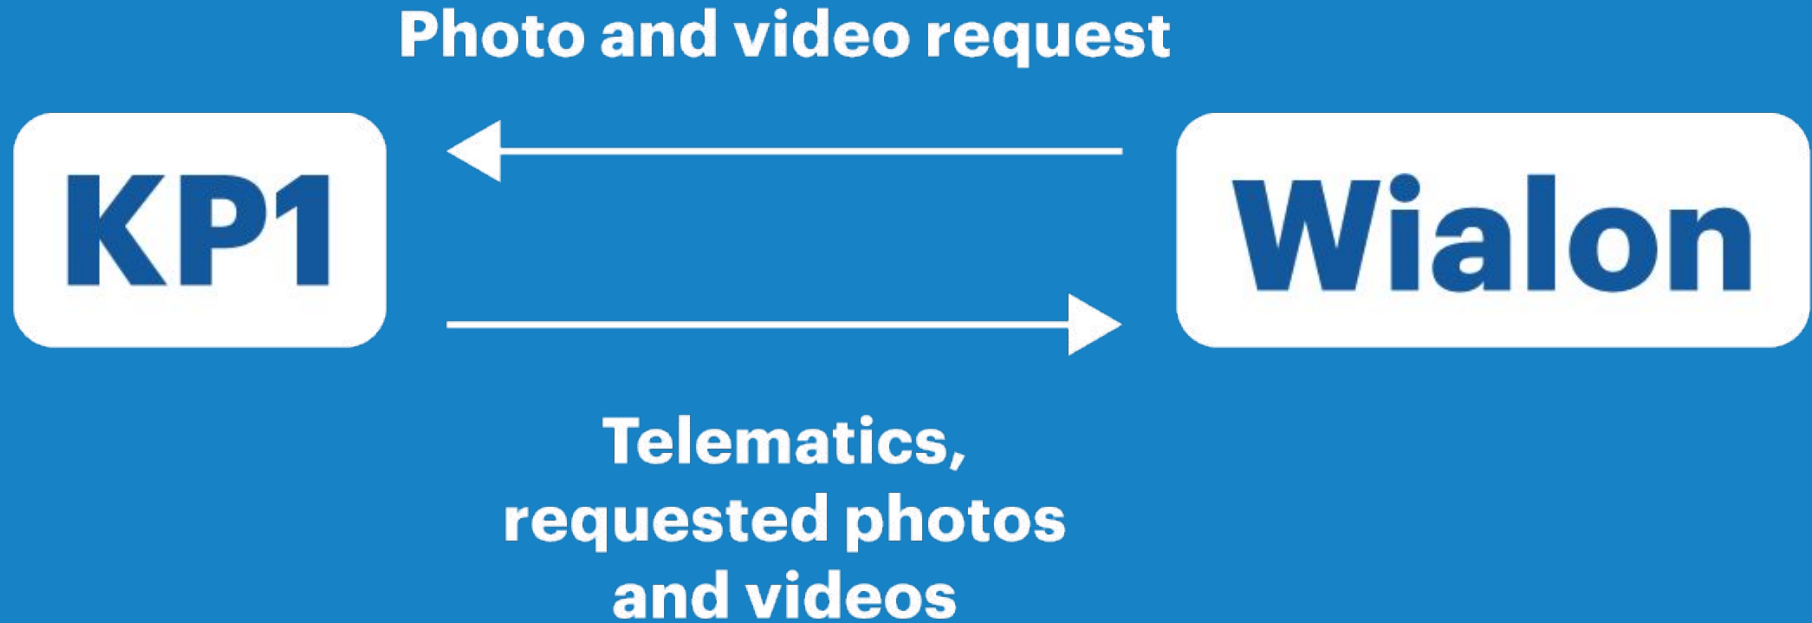 Photo and video request
KP1
Wialon
Telematics,
requested photos
and videos